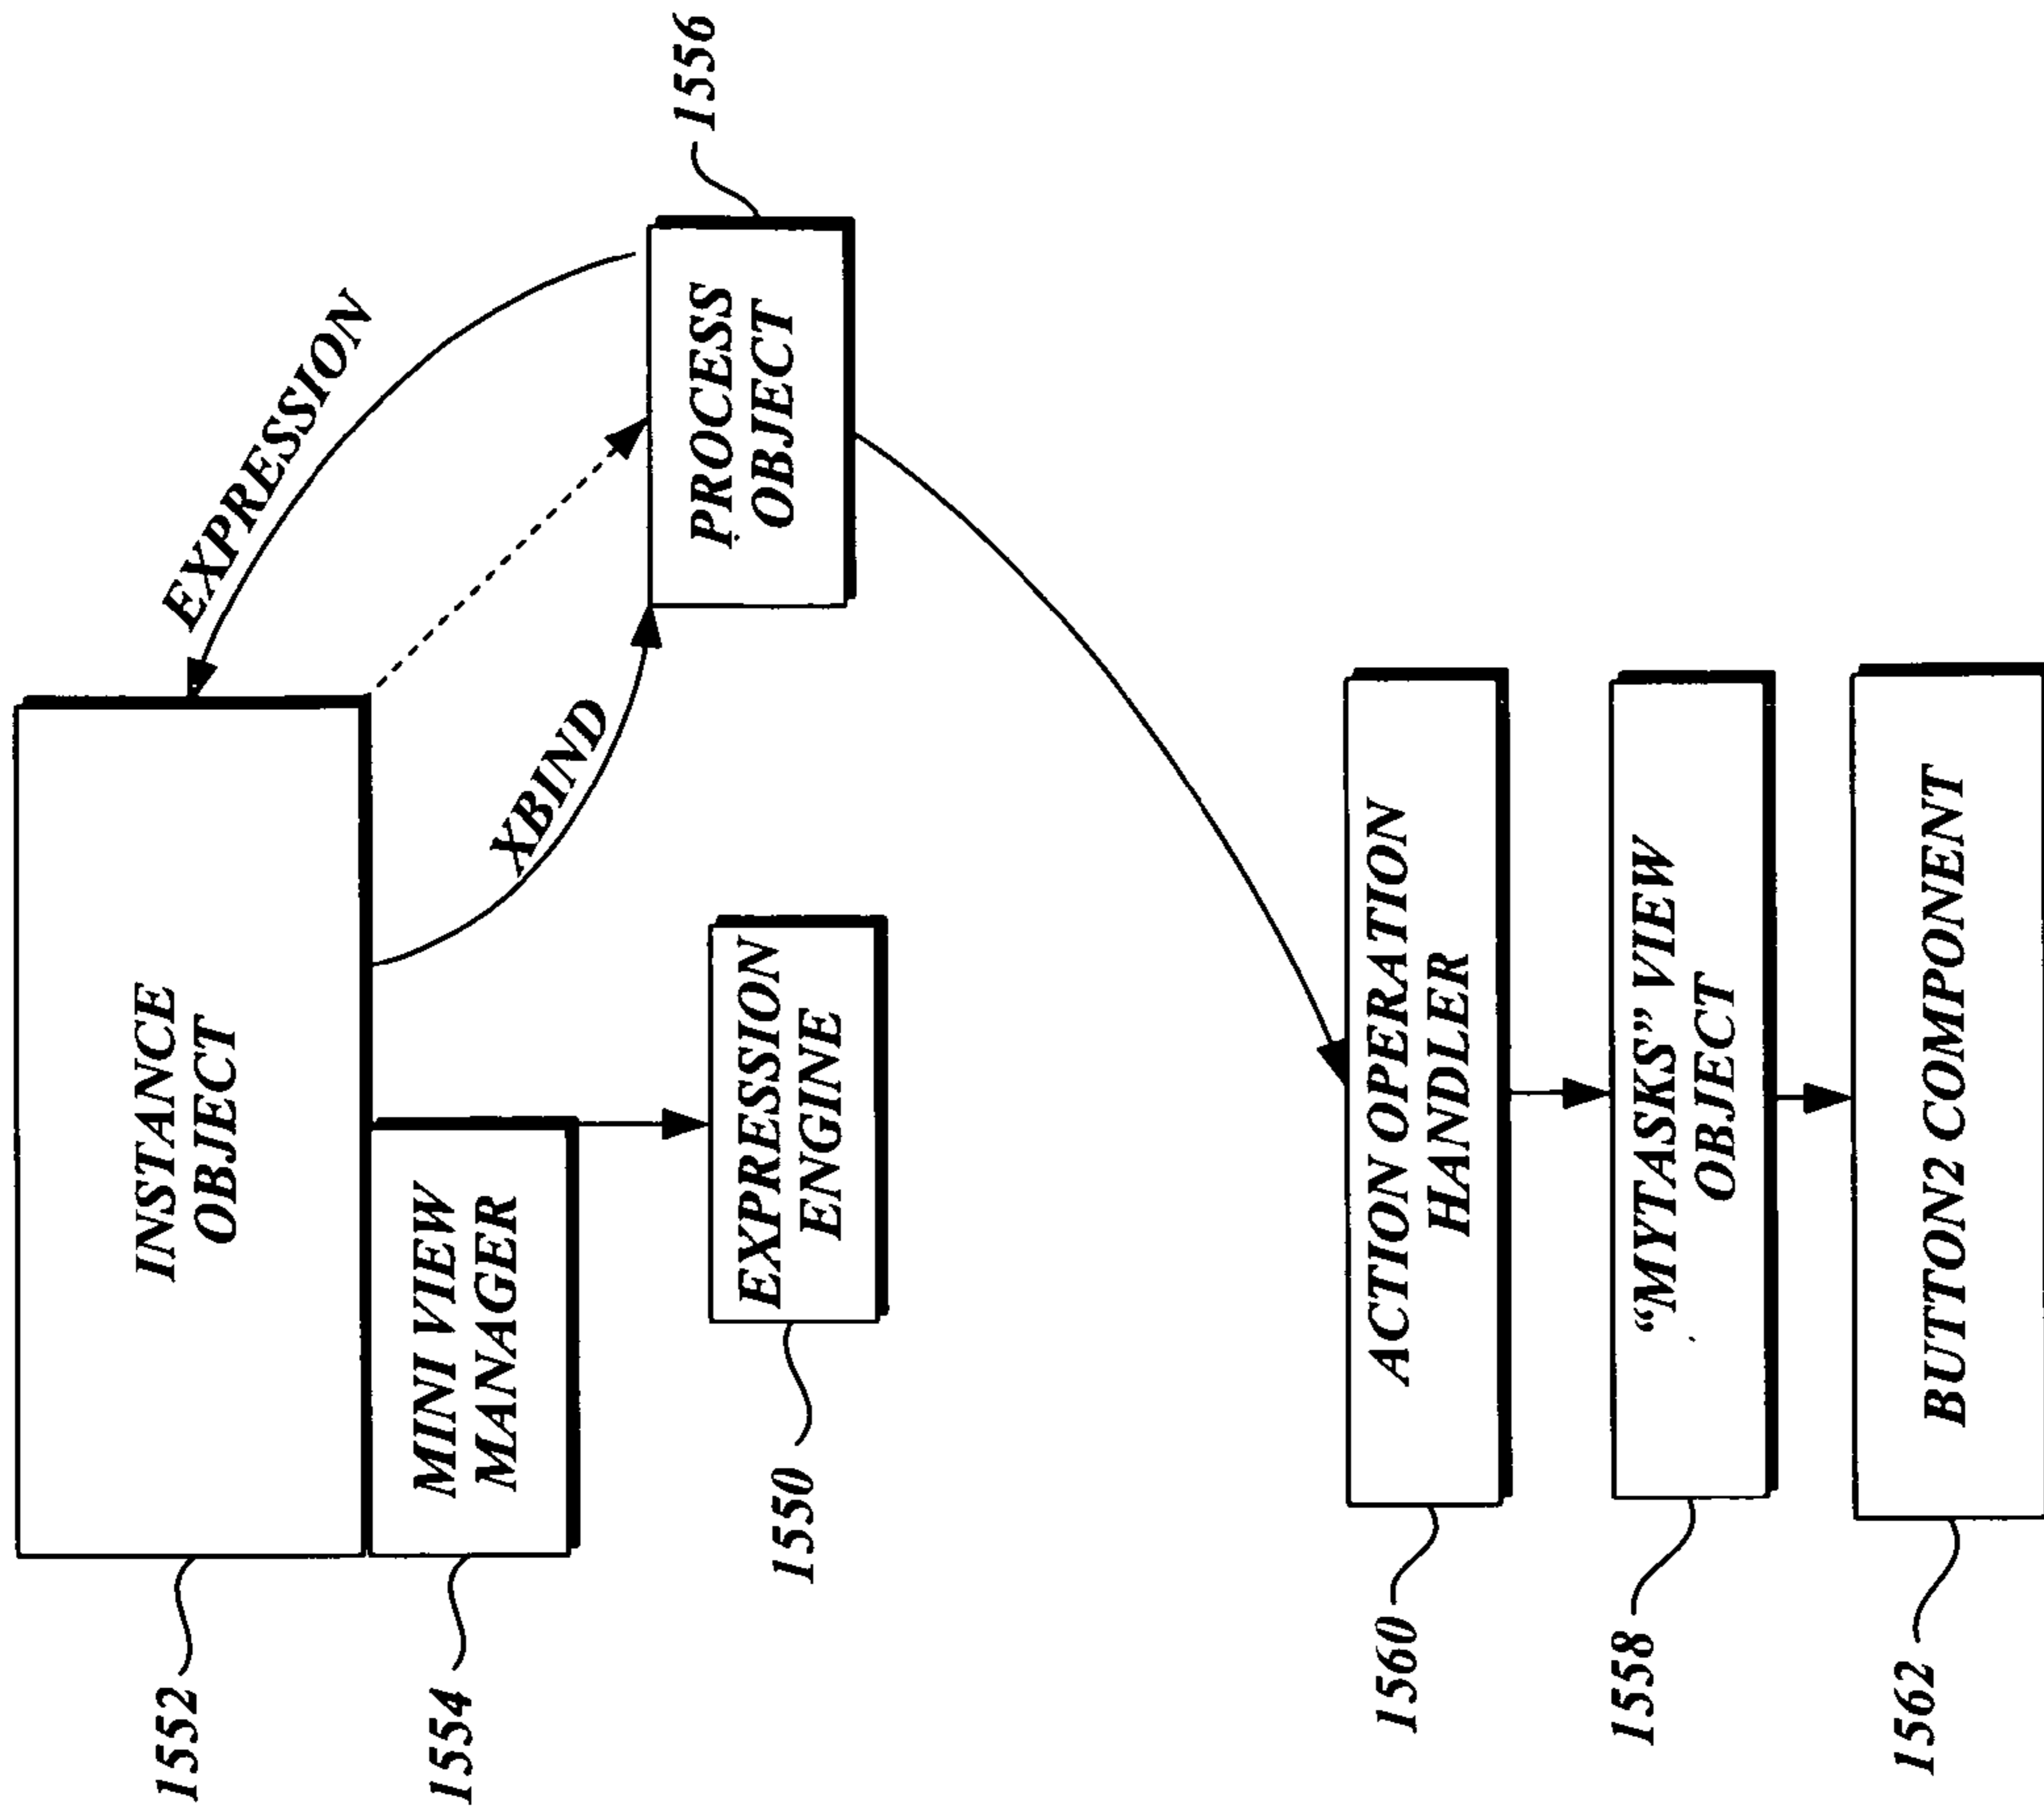 1552
INSTANCE
OBJECT
EXPRESSION
1554
MINI VIEW
MANAGER
XBIND
1556
PROCESS
OBJECT
1550
EXPRESSION
ENGINE
1560
ACTION OPERATION
HANDLER
1558
“MYTASKS” VIEW
OBJECT
1562
BUTTON2 COMPONENT